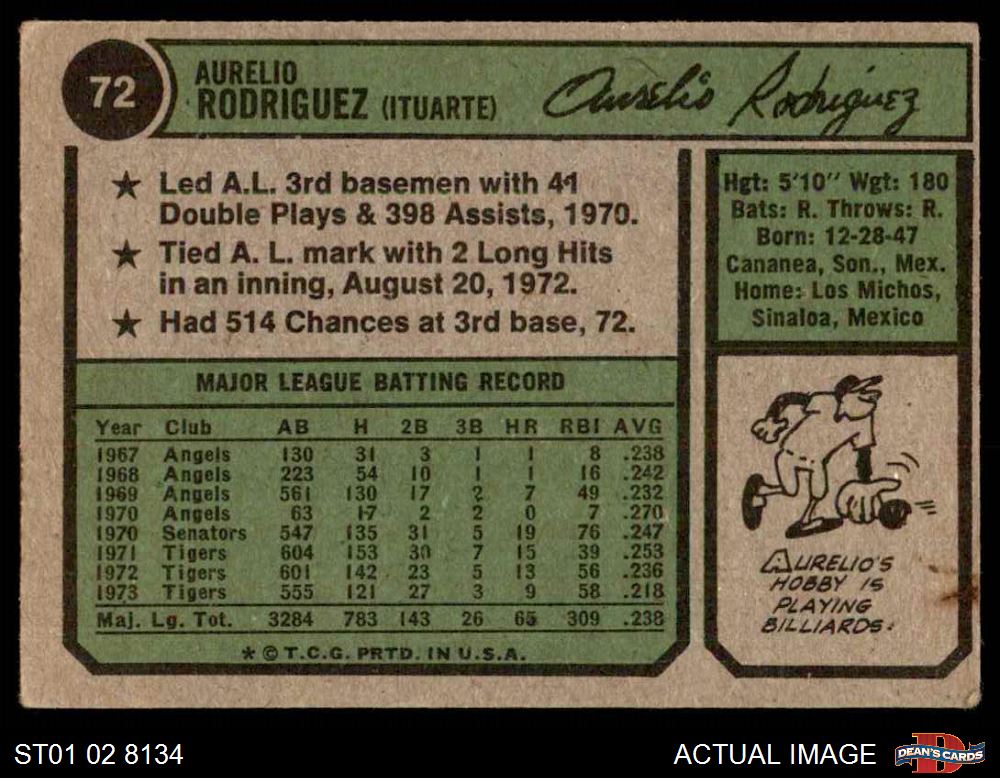 72
AURELIO
RODRIGUEZ (ITUARTE)
Aurelio Rodriguez
★ Led A.L. 3rd basemen with 41
Double Plays & 398 Assists, 1970.
★ Tied A. L. mark with 2 Long Hits
in an inning, August 20, 1972.
★ Had 514 Chances at 3rd base, 72.
Hgt: 5'10" Wgt: 180
Bats: R. Throws: R.
Born: 12-28-47
Cananea, Son., Mex.
Home: Los Michos,
Sinaloa, Mexico
MAJOR LEAGUE BATTING RECORD
Year Club AB H 2B 3B HR RBI AVG
1967 Angels 130 31 3 1 1 8 .238
1968 Angels 223 54 10 1 1 16 .242
1969 Angels 561 130 17 2 7 49 .232
1970 Angels 63 17 2 2 0 7 .270
1970 Senators 547 135 31 5 19 76 .247
1971 Tigers 604 153 30 7 15 39 .253
1972 Tigers 601 142 23 5 13 56 .236
1973 Tigers 555 121 27 3 9 58 .218
Maj. Lg. Tot. 3284 783 143 26 65 309 .238
* © T.C.G. PRTD. IN U.S.A.
AURELIO'S
HOBBY IS
PLAYING
BILLIARDS.
ST01 02 8134
ACTUAL IMAGE
D
DEAN'S CARDS